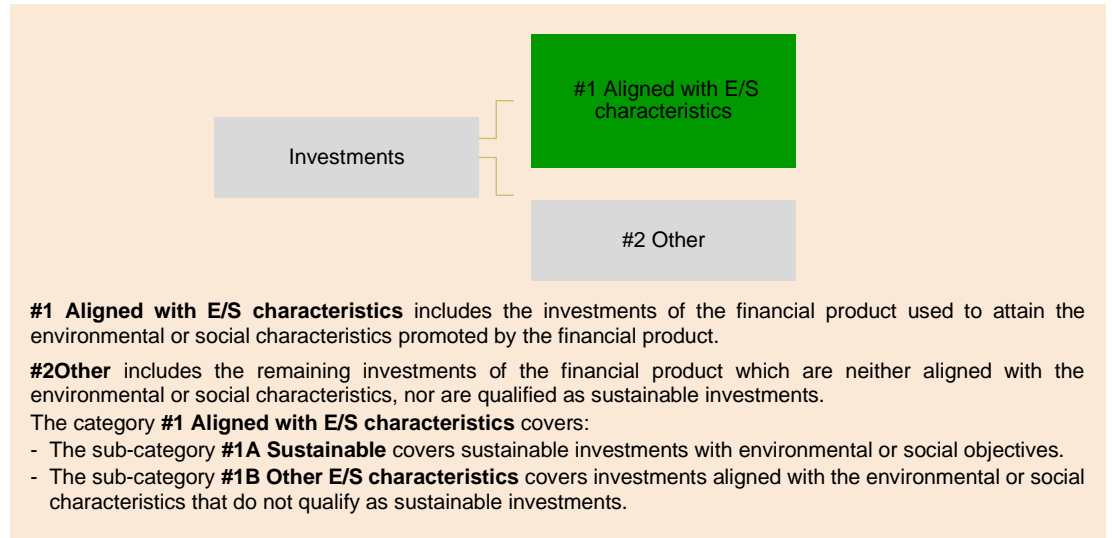 #1 Aligned with E/S
characteristics
Investments
#2 Other
#1 Aligned with E/S characteristics includes the investments of the financial product used to attain the
environmental or social characteristics promoted by the financial product.
#2Other includes the remaining investments of the financial product which are neither aligned with the
environmental or social characteristics, nor are qualified as sustainable investments.
The category #1 Aligned with E/S characteristics covers:
- The sub-category #1A Sustainable covers sustainable investments with environmental or social objectives.
- The sub-category #1B Other E/S characteristics covers investments aligned with the environmental or social
characteristics that do not qualify as sustainable investments.